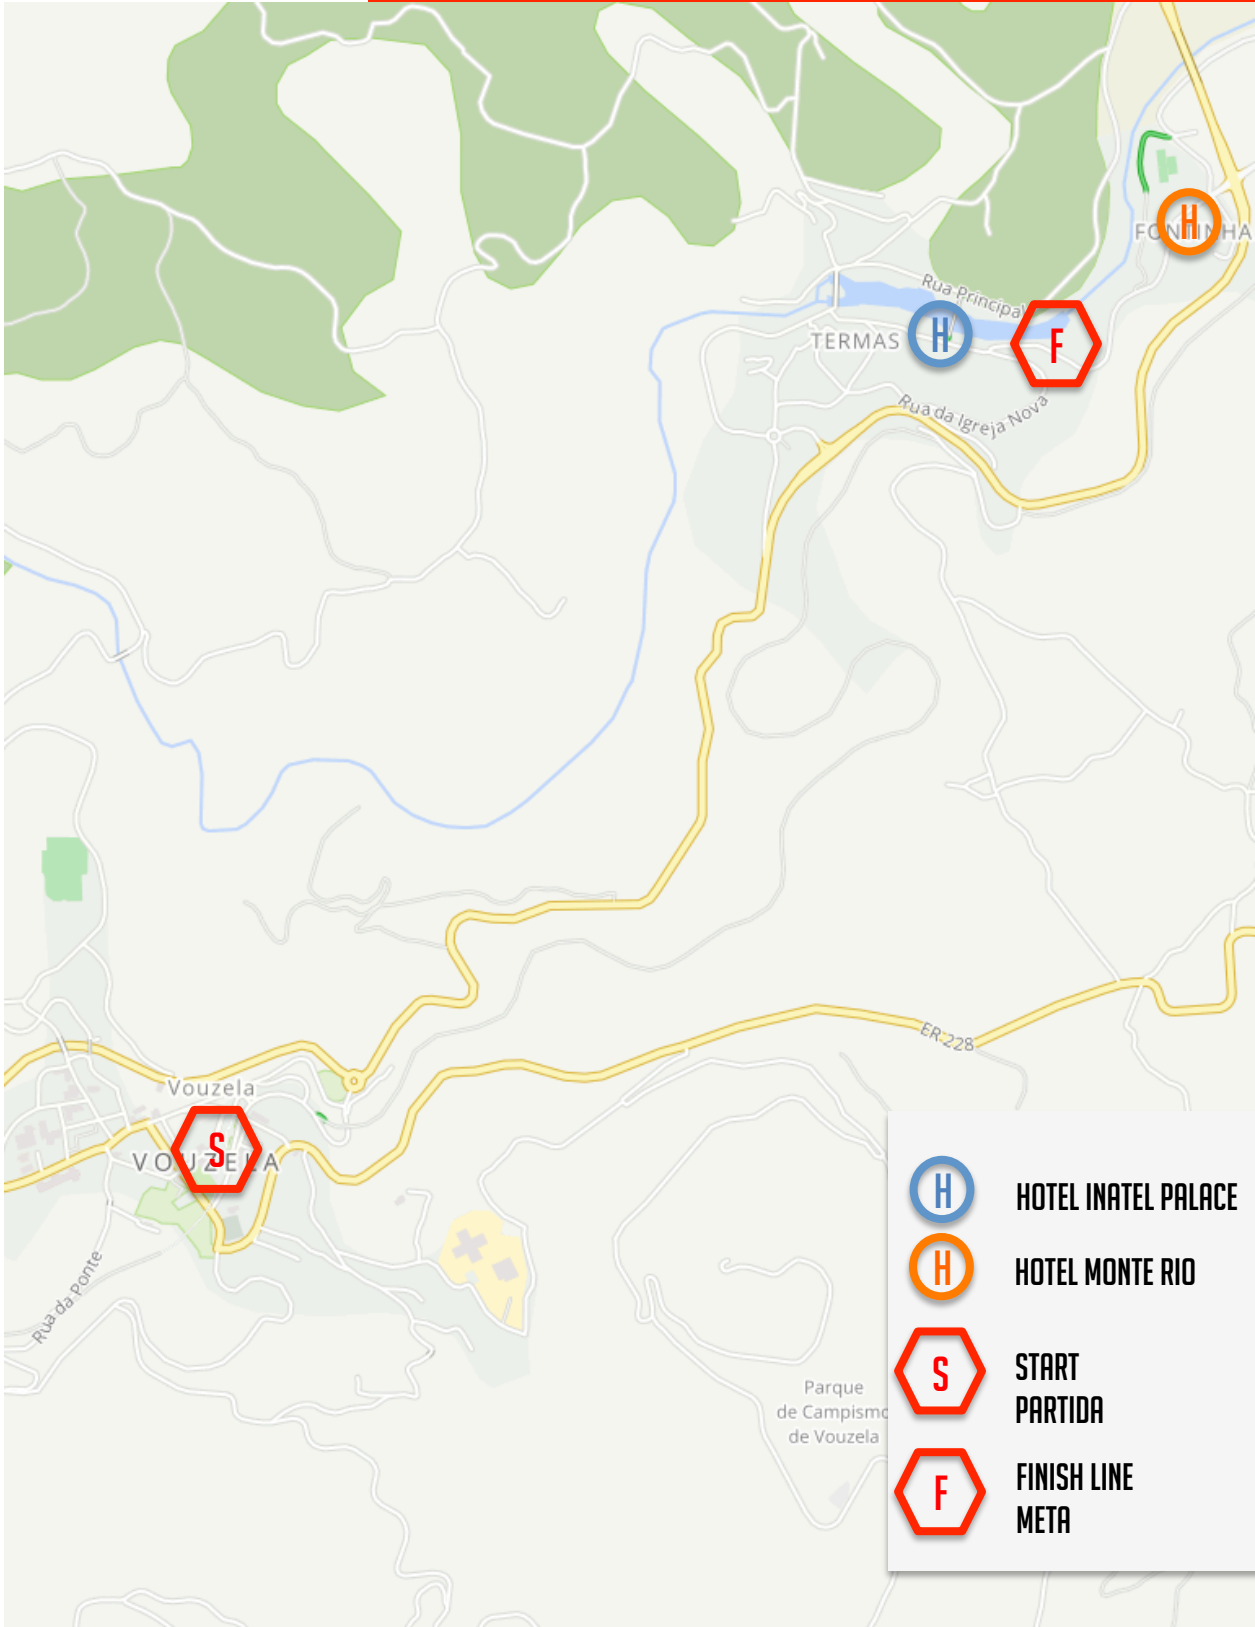 FONTINHA
H
Rua Principal
TERMAS
H
F
Rua da Igreja Nova
ER 228
Vouzela
S
VOUZELA
Rua da Ponte
Parque
de Campismo
de Vouzela
H HOTEL INATEL PALACE
H HOTEL MONTE RIO
S START
PARTIDA
F FINISH LINE
META